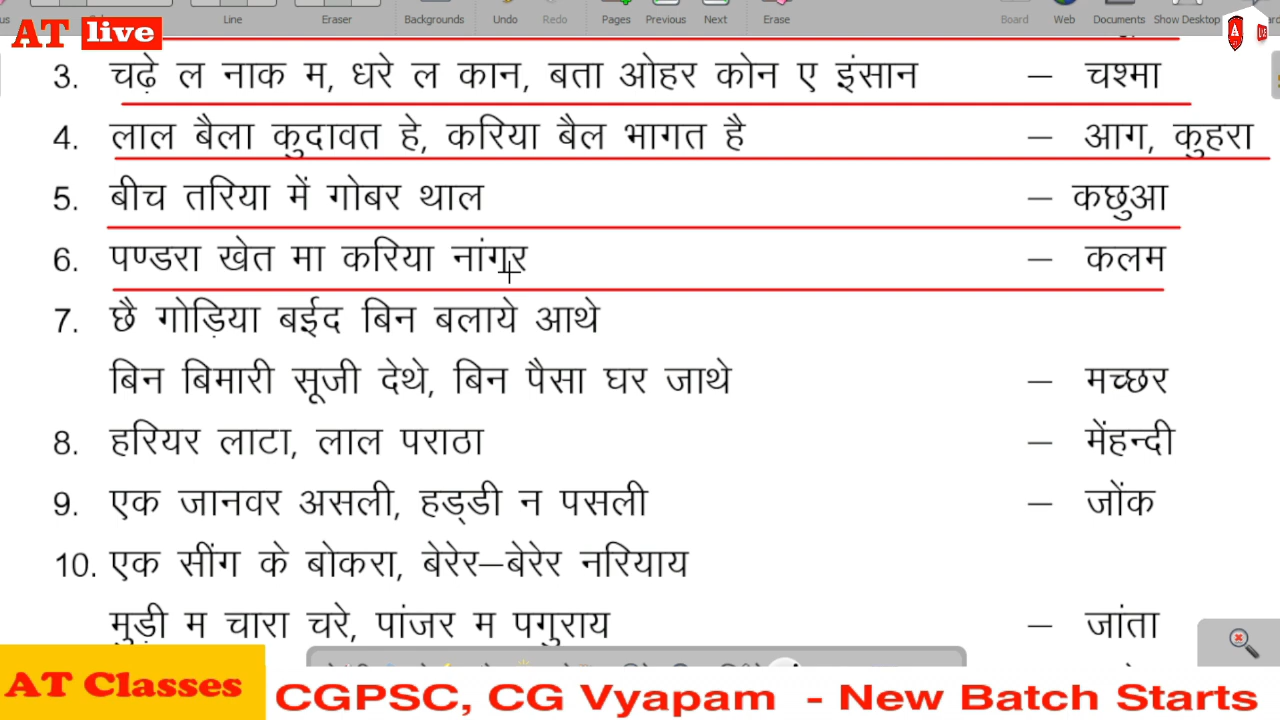 Line
Eraser
Backgrounds
Undo
Redo
Pages
Previous
Next
Erase
Board
Web
Documents
Show Desktop
AT live
3. चढ़े ल नाक म, धरे ल कान, बता ओहर कोन ए इंसान – चश्मा
4. लाल बैला कुदावत हे, करिया बैल भागत है – आग, कुहरा
5. बीच तरिया में गोबर थाल – कछुआ
6. पण्डरा खेत मा करिया नांगर – कलम
7. छै गोड़िया बईद बिन बलाये आथे
बिन बिमारी सूजी देथे, बिन पैसा घर जाथे – मच्छर
8. हरियर लाटा, लाल पराठा – मेंहन्दी
9. एक जानवर असली, हड्डी न पसली – जोंक
10. एक सींग के बोकरा, बेरेर–बेरेर नरियाय
मुड़ी म चारा चरे, पांजर म पगुराय – जांता
AT Classes
CGPSC, CG Vyapam - New Batch Starts